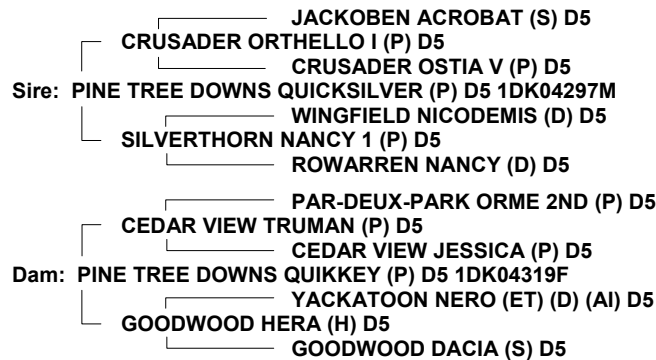 JACKOBEN ACROBAT (S) D5
CRUSADER ORTHELLO I (P) D5
CRUSADER OSTIA V (P) D5
Sire: PINE TREE DOWNS QUICKSILVER (P) D5 1DK04297M
WINGFIELD NICODEMIS (D) D5
SILVERTHORN NANCY 1 (P) D5
ROWARREN NANCY (D) D5
PAR-DEUX-PARK ORME 2ND (P) D5
CEDAR VIEW TRUMAN (P) D5
CEDAR VIEW JESSICA (P) D5
Dam: PINE TREE DOWNS QUIKKEY (P) D5 1DK04319F
YACKATOON NERO (ET) (D) (AI) D5
GOODWOOD HERA (H) D5
GOODWOOD DACIA (S) D5